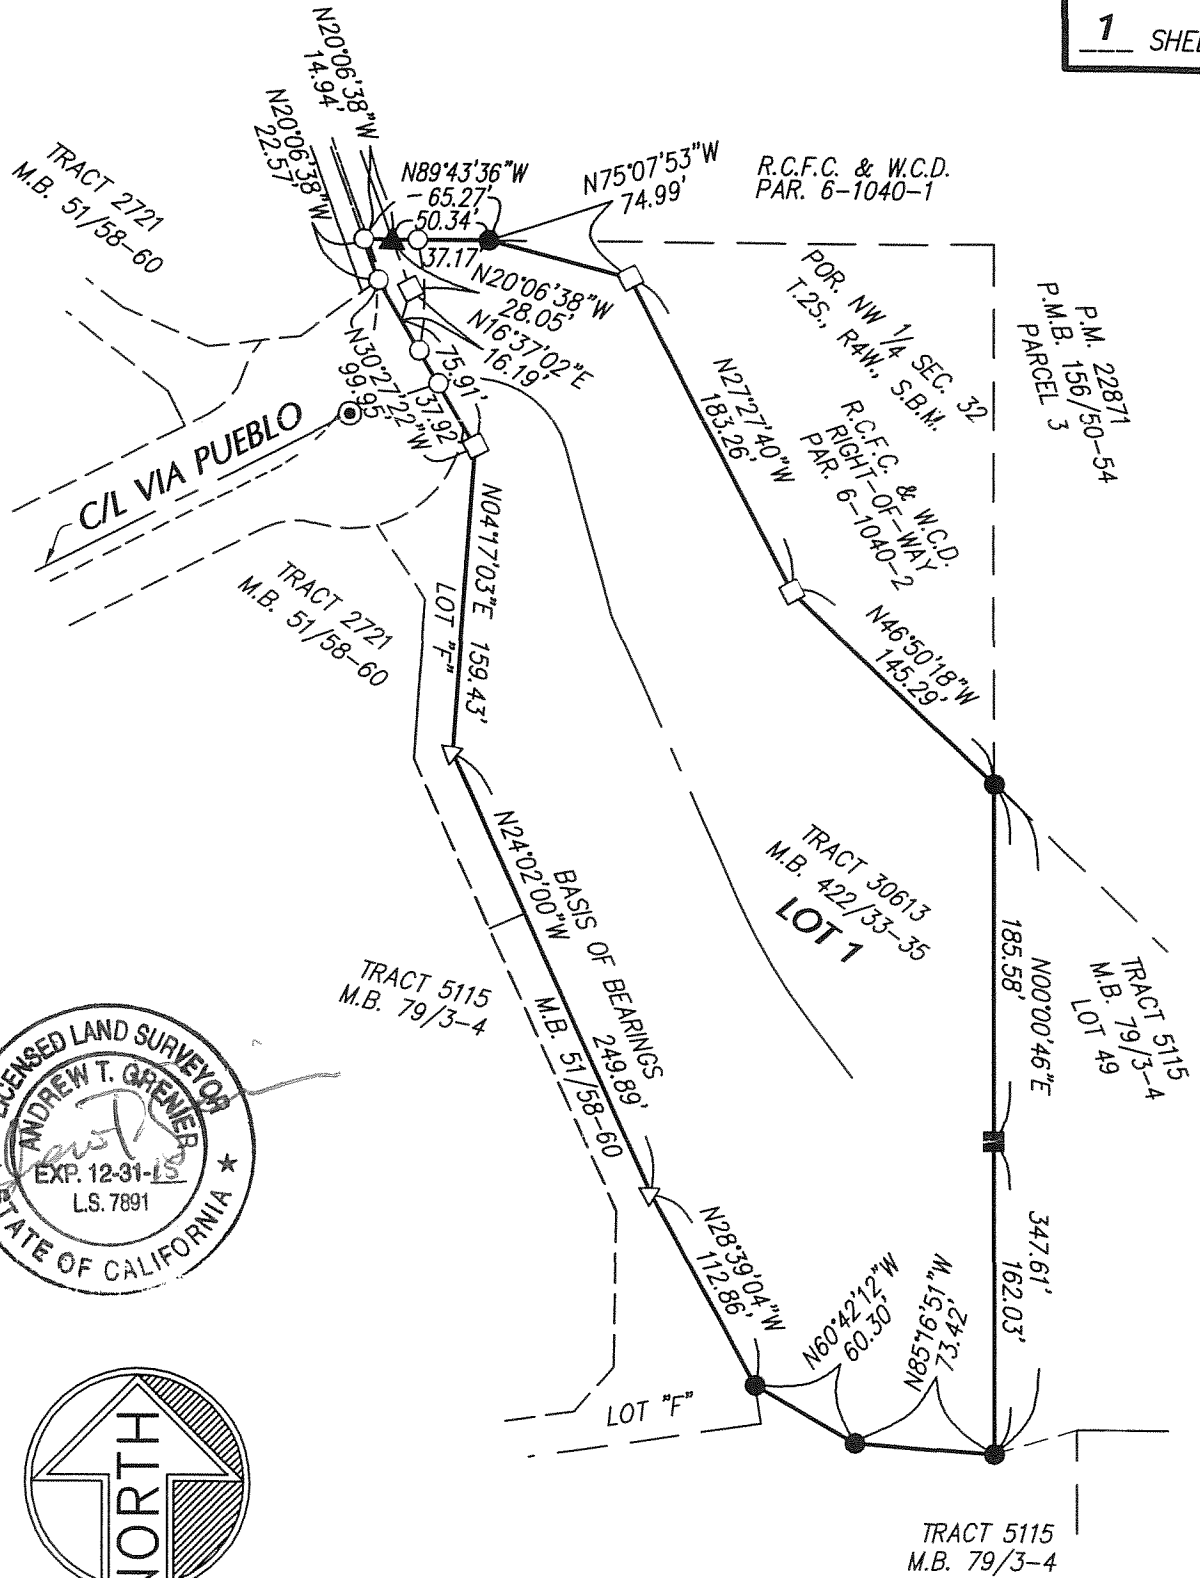 1 SHEE
N20°06'38"W
14.94'
N20°06'38"W
22.57'
TRACT 2721
M.B. 51/58-60
N89°43'36"W
65.27'
50.34'
37.17'
N75°07'53"W
74.99'
R.C.F.C. & W.C.D.
PAR. 6-1040-1
N20°06'38"W
28.05'
N16°37'02"E
16.19'
75.91'
37.92'
N30°27'22"W
99.95'
POR. NW 1/4 SEC. 32
T.2S., R4W., S.B.M.
P.M. 22871
P.M.B. 156/50-54
PARCEL 3
N27°27'40"W
183.26'
R.C.F.C. & W.C.D.
RIGHT-OF-WAY
PAR. 6-1040-2
C/L VIA PUEBLO
N04°17'03"E 159.43'
LOT "F"
TRACT 2721
M.B. 51/58-60
N46°50'18"W
145.29'
N24°02'00"W
BASIS OF BEARINGS
249.89'
M.B. 51/58-60
TRACT 30613
M.B. 422/33-35
LOT 1
TRACT 5115
M.B. 79/3-4
185.58'
N00°00'46"E
TRACT 5115
M.B. 79/3-4
LOT 49
LICENSED LAND SURVEYOR
ANDREW T. GRENIER
EXP. 12-31-15
L.S. 7891
STATE OF CALIFORNIA
N28°39'04"W
112.86'
N60°42'12"W
60.30'
N85°16'51"W
73.42'
347.61'
162.03'
LOT "F"
NORTH
TRACT 5115
M.B. 79/3-4